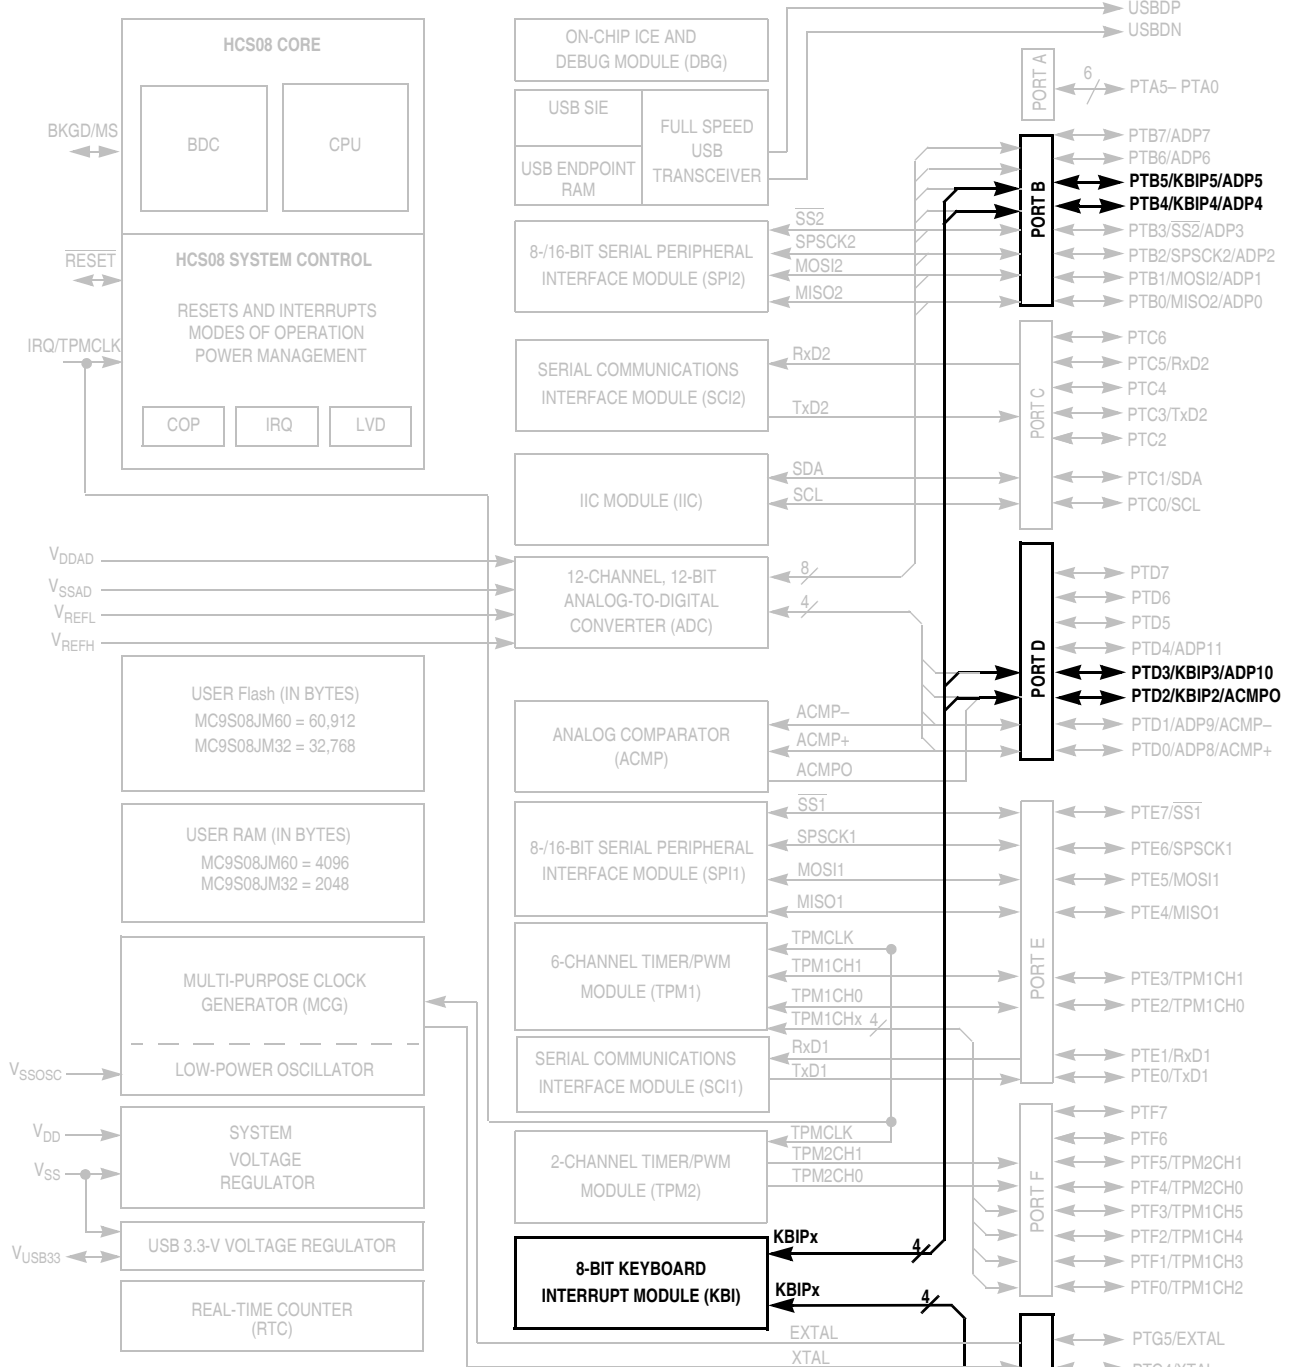 HCS08 CORE
BDC
CPU
BKGD/MS
RESET
HCS08 SYSTEM CONTROL
RESETS AND INTERRUPTS
MODES OF OPERATION
POWER MANAGEMENT
IRQ/TPMCLK
COP
IRQ
LVD
VDDAD
VSSAD
VREFL
VREFH
USER Flash (IN BYTES)
MC9S08JM60 = 60,912
MC9S08JM32 = 32,768
USER RAM (IN BYTES)
MC9S08JM60 = 4096
MC9S08JM32 = 2048
MULTI-PURPOSE CLOCK
GENERATOR (MCG)
LOW-POWER OSCILLATOR
VSSOSC
VDD
VSS
SYSTEM
VOLTAGE
REGULATOR
VUSB33
USB 3.3-V VOLTAGE REGULATOR
REAL-TIME COUNTER
(RTC)
ON-CHIP ICE AND
DEBUG MODULE (DBG)
USB SIE
USB ENDPOINT
RAM
FULL SPEED
USB
TRANSCEIVER
8-/16-BIT SERIAL PERIPHERAL
INTERFACE MODULE (SPI2)
SS2
SPSCK2
MOSI2
MISO2
SERIAL COMMUNICATIONS
INTERFACE MODULE (SCI2)
RxD2
TxD2
IIC MODULE (IIC)
SDA
SCL
12-CHANNEL, 12-BIT
ANALOG-TO-DIGITAL
CONVERTER (ADC)
8
4
ANALOG COMPARATOR
(ACMP)
ACMP–
ACMP+
ACMPO
8-/16-BIT SERIAL PERIPHERAL
INTERFACE MODULE (SPI1)
SS1
SPSCK1
MOSI1
MISO1
6-CHANNEL TIMER/PWM
MODULE (TPM1)
TPMCLK
TPM1CH1
TPM1CH0
TPM1CHx 4
SERIAL COMMUNICATIONS
INTERFACE MODULE (SCI1)
RxD1
TxD1
2-CHANNEL TIMER/PWM
MODULE (TPM2)
TPMCLK
TPM2CH1
TPM2CH0
8-BIT KEYBOARD
INTERRUPT MODULE (KBI)
KBIPx
4
KBIPx
4
EXTAL
XTAL
USBDP
USBDN
PORT A
6
PTA5– PTA0
PORT B
PTB7/ADP7
PTB6/ADP6
PTB5/KBIP5/ADP5
PTB4/KBIP4/ADP4
PTB3/SS2/ADP3
PTB2/SPSCK2/ADP2
PTB1/MOSI2/ADP1
PTB0/MISO2/ADP0
PORT C
PTC6
PTC5/RxD2
PTC4
PTC3/TxD2
PTC2
PTC1/SDA
PTC0/SCL
PORT D
PTD7
PTD6
PTD5
PTD4/ADP11
PTD3/KBIP3/ADP10
PTD2/KBIP2/ACMPO
PTD1/ADP9/ACMP–
PTD0/ADP8/ACMP+
PORT E
PTE7/SS1
PTE6/SPSCK1
PTE5/MOSI1
PTE4/MISO1
PTE3/TPM1CH1
PTE2/TPM1CH0
PTE1/RxD1
PTE0/TxD1
PORT F
PTF7
PTF6
PTF5/TPM2CH1
PTF4/TPM2CH0
PTF3/TPM1CH5
PTF2/TPM1CH4
PTF1/TPM1CH3
PTF0/TPM1CH2
PTG5/EXTAL